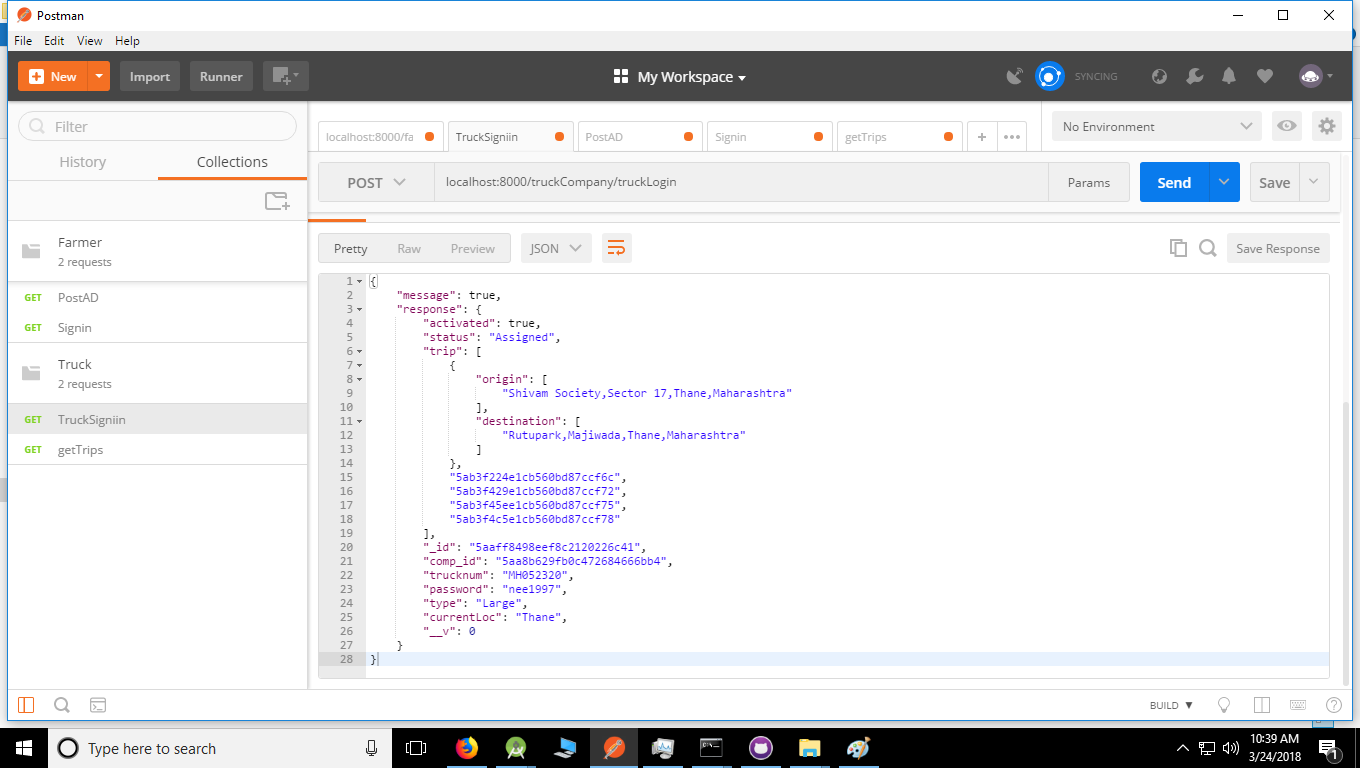 Postman
File Edit View Help
New Import Runner My Workspace SYNCING
Filter
History Collections
Farmer
2 requests
GET PostAD
GET Signin
Truck
2 requests
GET TruckSigniin
GET getTrips
localhost:8000/fa TruckSigniin PostAD Signin getTrips + ••• No Environment
POST localhost:8000/truckCompany/truckLogin Params Send Save
Pretty Raw Preview JSON Save Response
1 {
2 "message": true,
3 "response": {
4 "activated": true,
5 "status": "Assigned",
6 "trip": [
7 {
8 "origin": [
9 "Shivam Society,Sector 17,Thane,Maharashtra"
10 ],
11 "destination": [
12 "Rutupark,Majiwada,Thane,Maharashtra"
13 ]
14 },
15 "5ab3f224e1cb560bd87ccf6c",
16 "5ab3f429e1cb560bd87ccf72",
17 "5ab3f45ee1cb560bd87ccf75",
18 "5ab3f4c5e1cb560bd87ccf78"
19 ],
20 "_id": "5aaff8498eef8c2120226c41",
21 "comp_id": "5aa8b629fb0c472684666bb4",
22 "trucknum": "MH052320",
23 "password": "nee1997",
24 "type": "Large",
25 "currentLoc": "Thane",
26 "__v": 0
27 }
28 }
BUILD
Type here to search
10:39 AM
3/24/2018
1